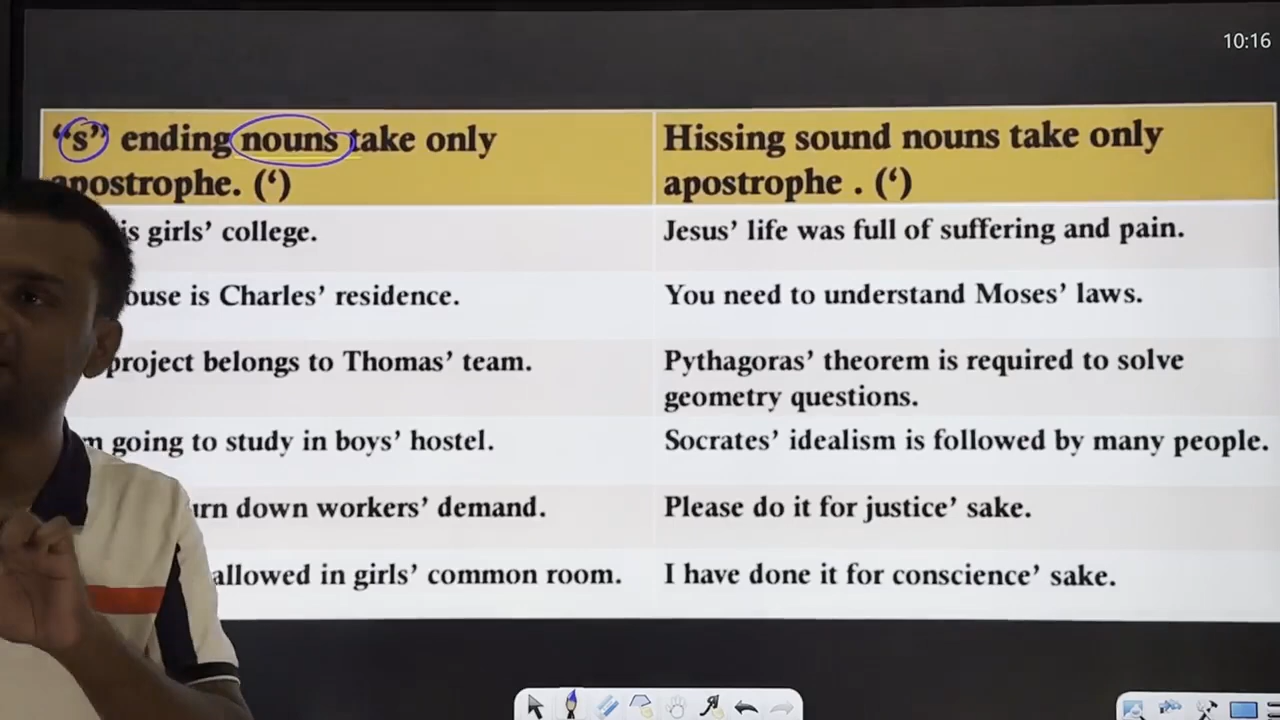 10:16
“s” ending nouns take only
apostrophe. (‘)
Hissing sound nouns take only
apostrophe . (‘)
is girls’ college.
Jesus’ life was full of suffering and pain.
ouse is Charles’ residence.
You need to understand Moses’ laws.
project belongs to Thomas’ team.
Pythagoras’ theorem is required to solve
geometry questions.
going to study in boys’ hostel.
Socrates’ idealism is followed by many people.
down workers’ demand.
Please do it for justice’ sake.
allowed in girls’ common room.
I have done it for conscience’ sake.